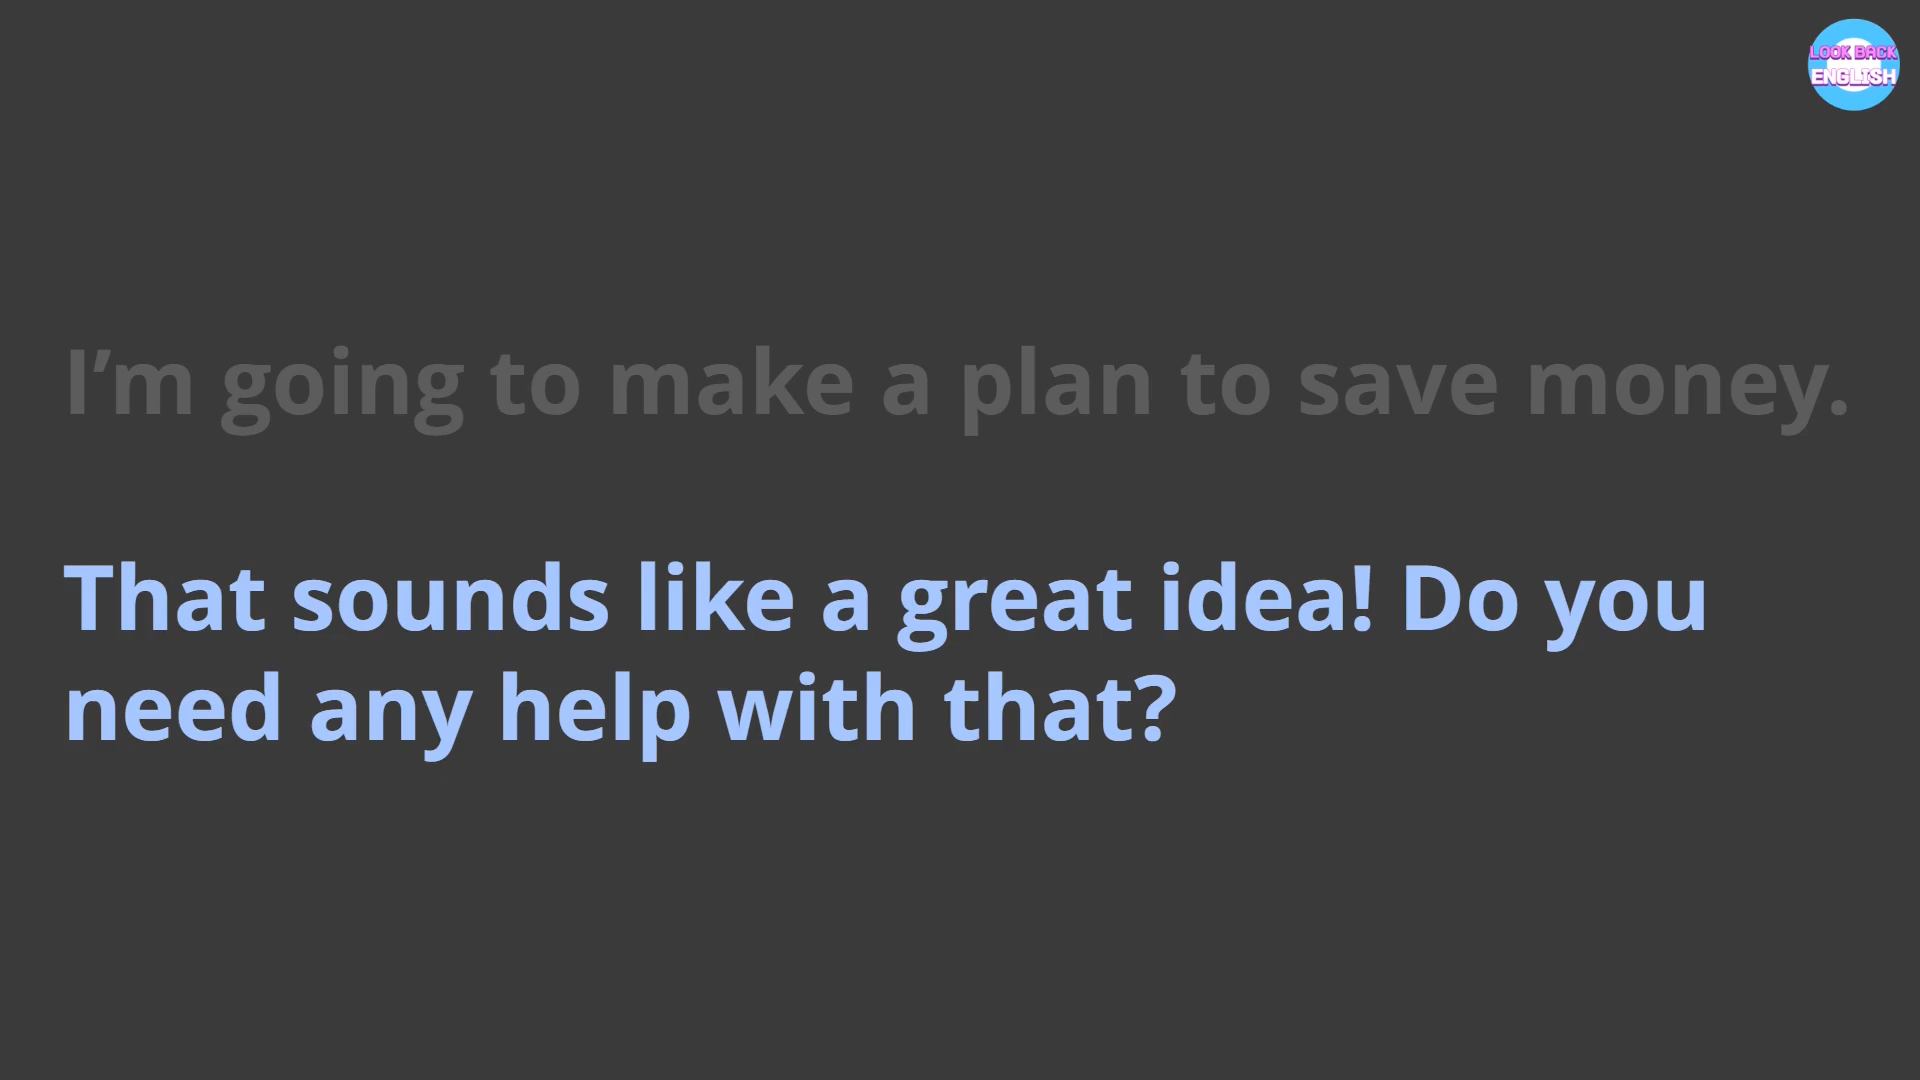 LOOK BACK
ENGLISH
I’m going to make a plan to save money.
That sounds like a great idea! Do you
need any help with that?